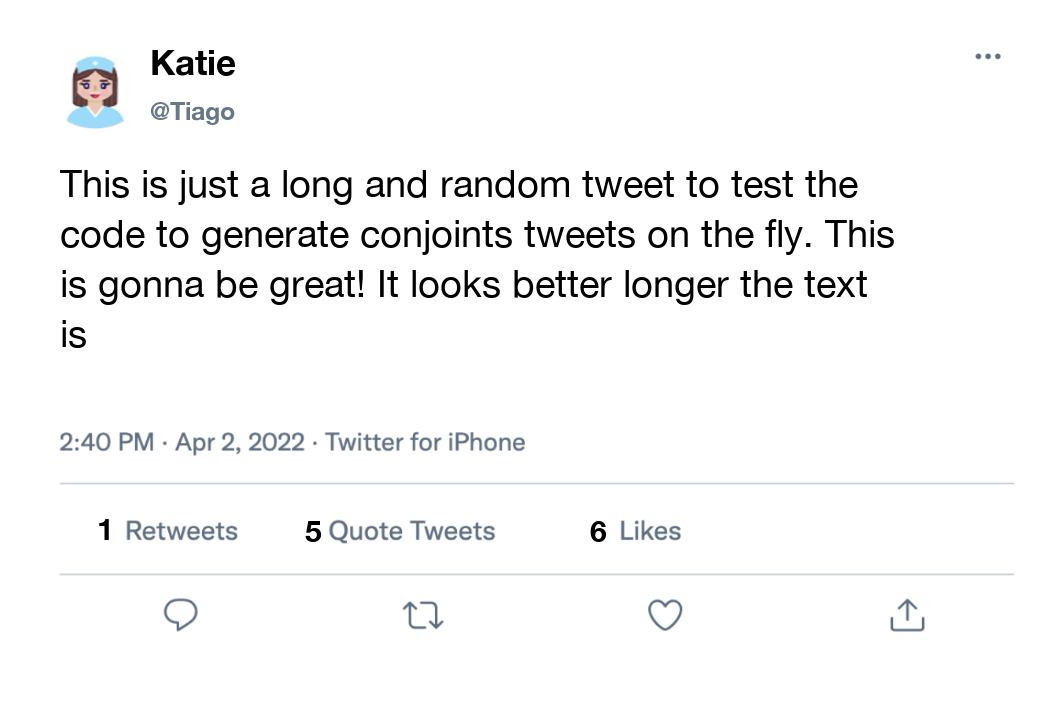 Katie
@Tiago
This is just a long and random tweet to test the
code to generate conjoints tweets on the fly. This
is gonna be great! It looks better longer the text
is
2:40 PM · Apr 2, 2022 · Twitter for iPhone
1 Retweets 5 Quote Tweets 6 Likes